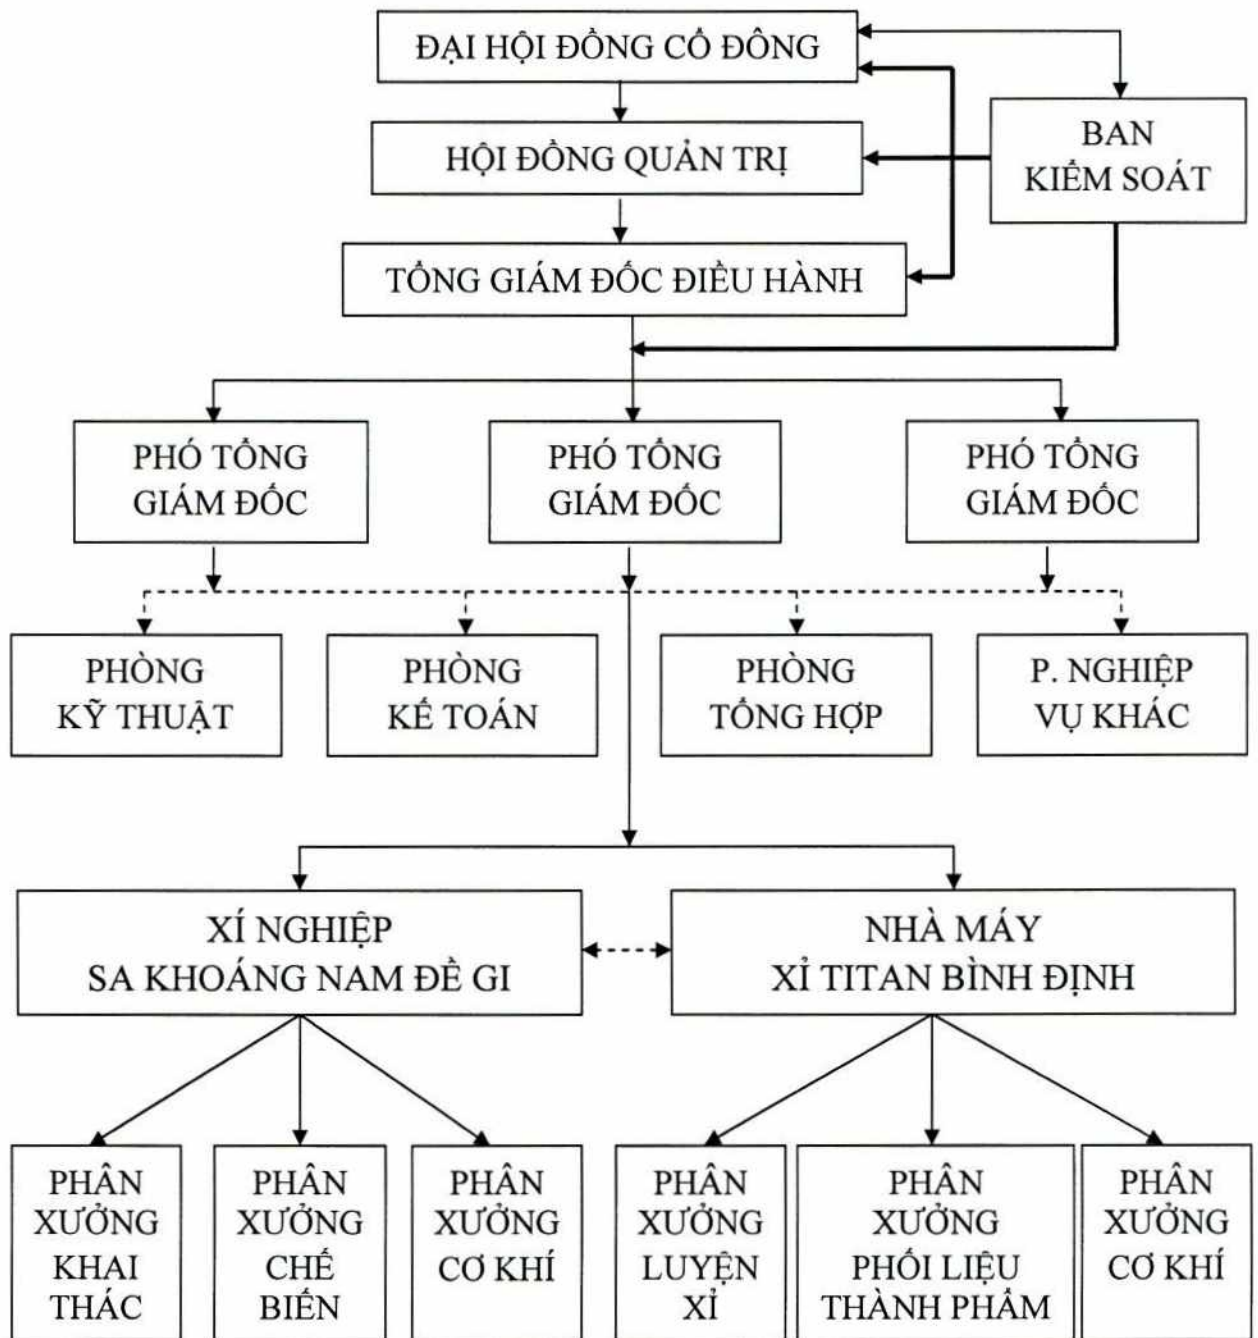 ĐẠI HỘI ĐỒNG CỔ ĐÔNG
BAN
KIỂM SOÁT
HỘI ĐỒNG QUẢN TRỊ
TỔNG GIÁM ĐỐC ĐIỀU HÀNH
PHÓ TỔNG
GIÁM ĐỐC
PHÓ TỔNG
GIÁM ĐỐC
PHÓ TỔNG
GIÁM ĐỐC
PHÒNG
KỸ THUẬT
PHÒNG
KẾ TOÁN
PHÒNG
TỔNG HỢP
P. NGHIỆP
VỤ KHÁC
XÍ NGHIỆP
SA KHOÁNG NAM ĐỀ GI
NHÀ MÁY
XỈ TITAN BÌNH ĐỊNH
PHÂN
XƯỞNG
KHAI
THÁC
PHÂN
XƯỞNG
CHẾ
BIẾN
PHÂN
XƯỞNG
CƠ KHÍ
PHÂN
XƯỞNG
LUYỆN
XỈ
PHÂN
XƯỞNG
PHỐI LIỆU
THÀNH PHẨM
PHÂN
XƯỞNG
CƠ KHÍ